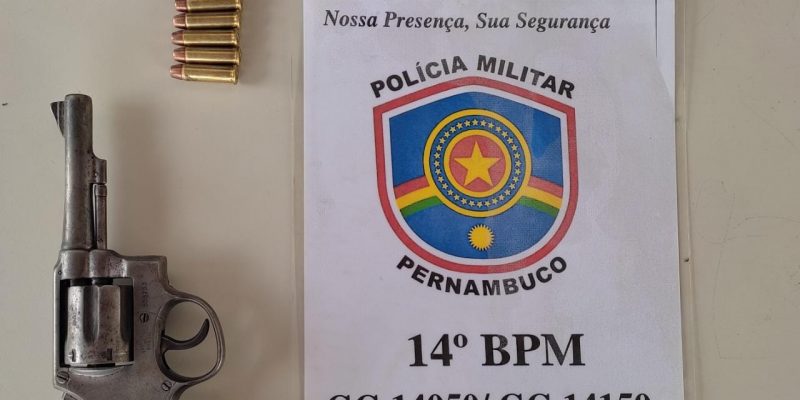 Nossa Presença, Sua Segurança
POLÍCIA MILITAR
PERNAMBUCO
14º BPM